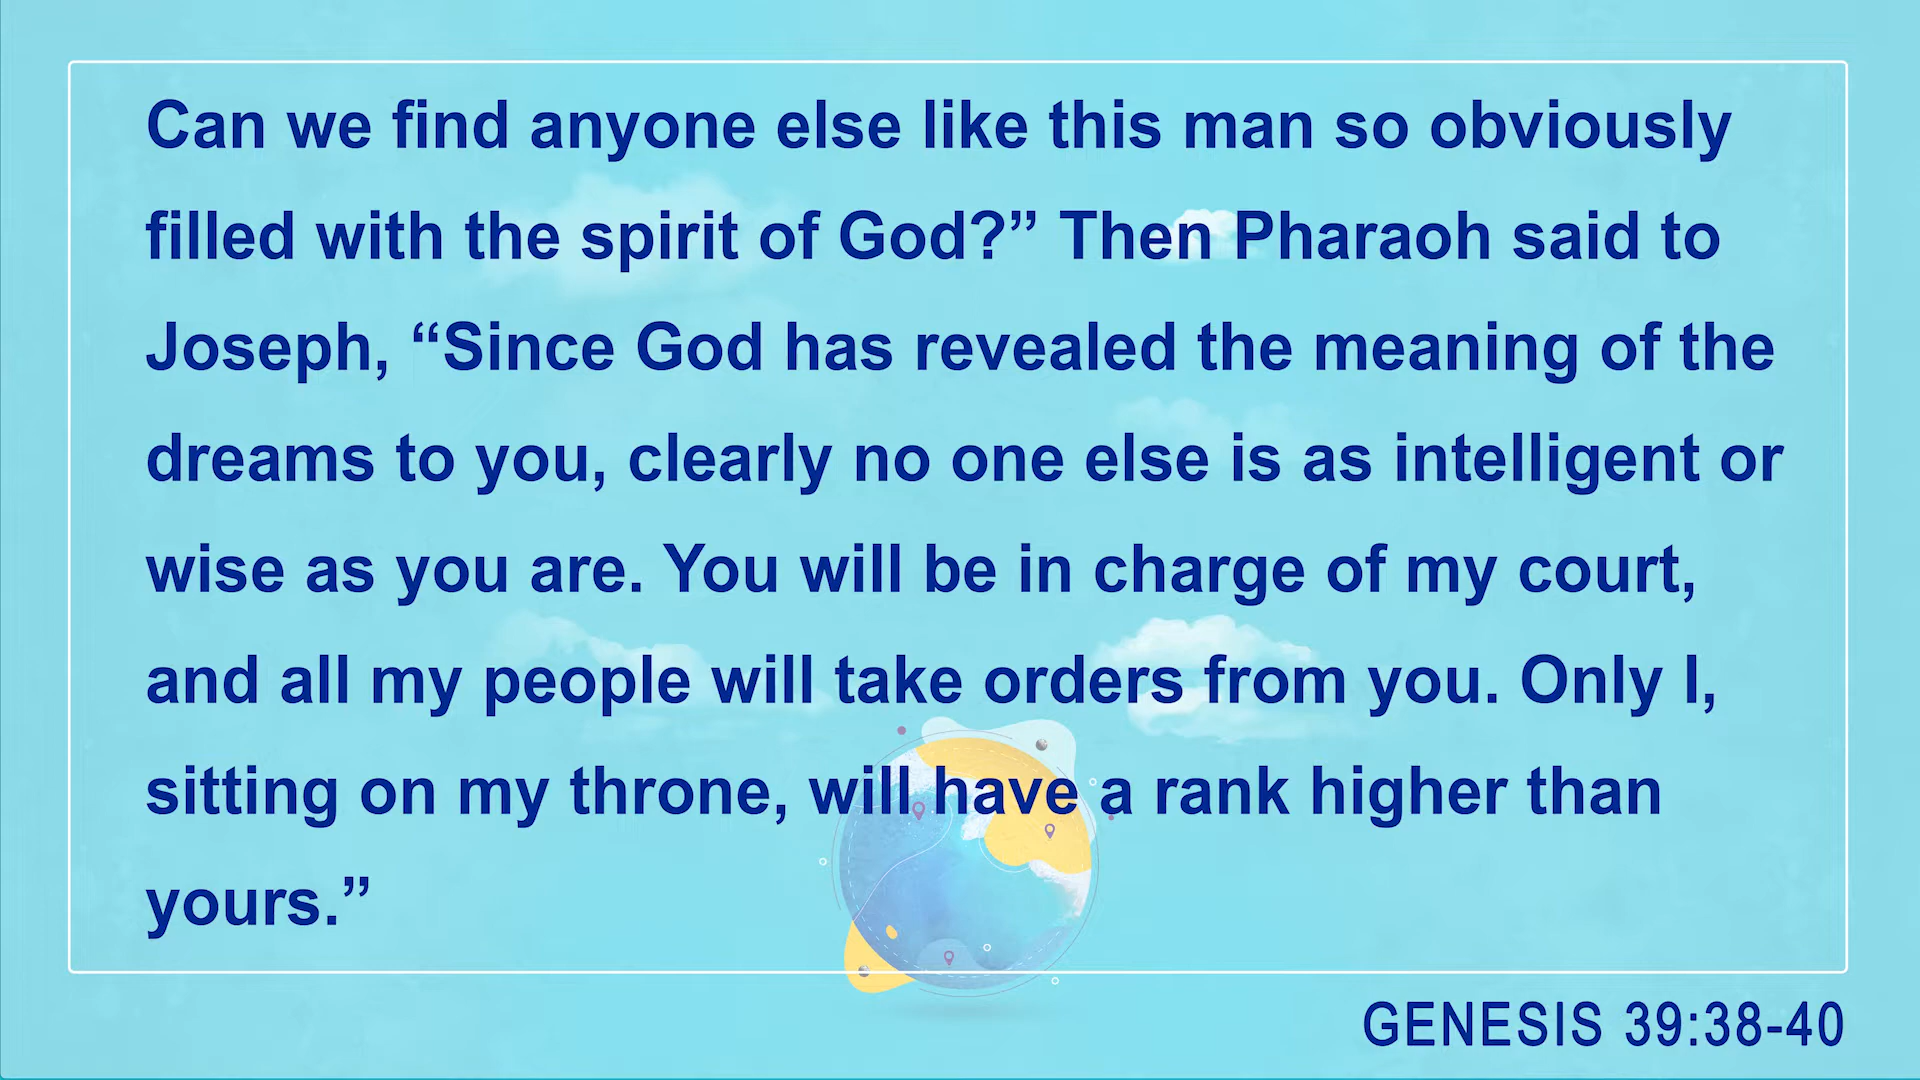 Can we find anyone else like this man so obviously
filled with the spirit of God?” Then Pharaoh said to
Joseph, “Since God has revealed the meaning of the
dreams to you, clearly no one else is as intelligent or
wise as you are. You will be in charge of my court,
and all my people will take orders from you. Only I,
sitting on my throne, will have a rank higher than
yours.”
GENESIS 39:38-40